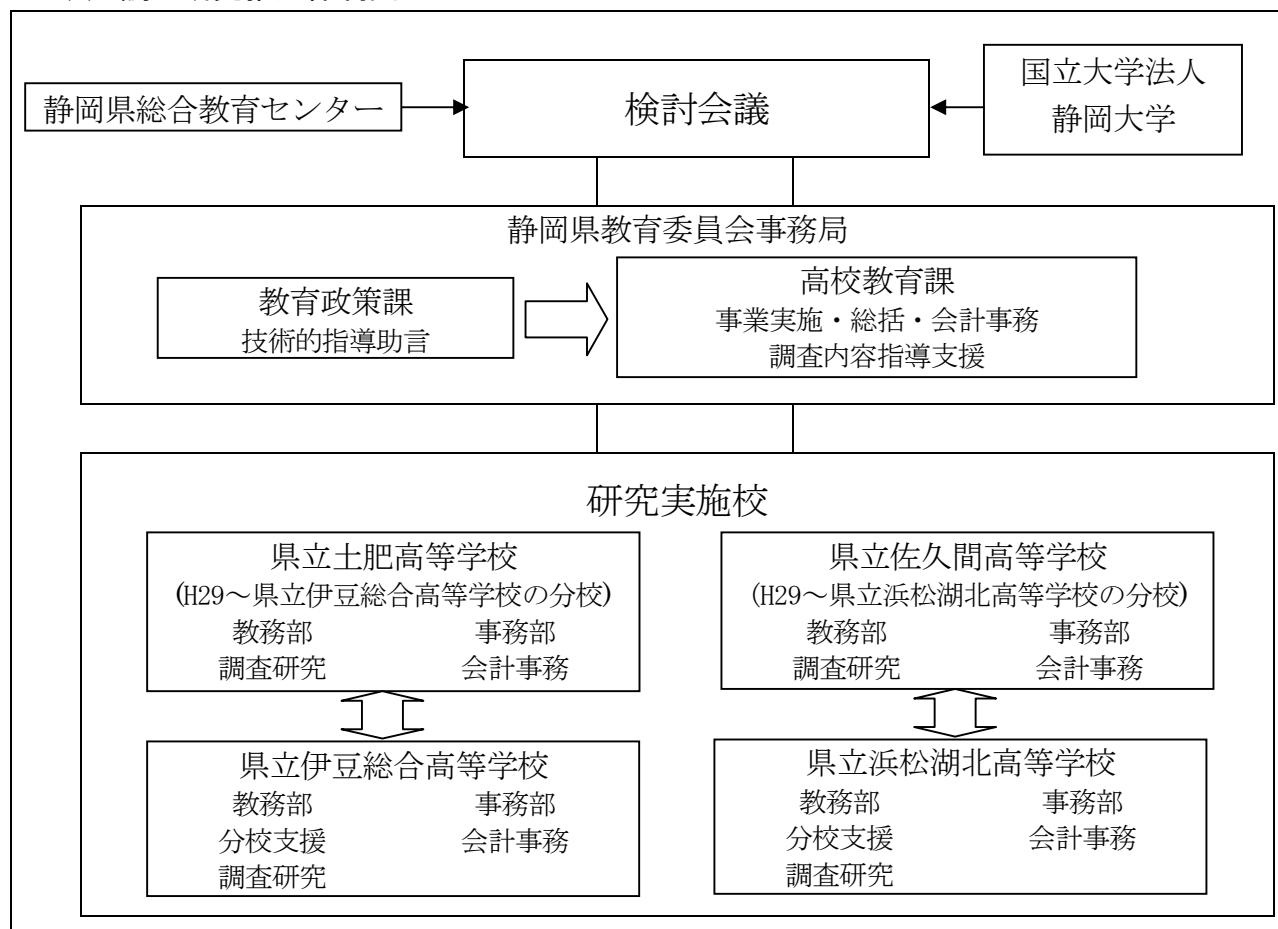 静岡県総合教育センター
検討会議
国立大学法人
静岡大学
静岡県教育委員会事務局
教育政策課
技術的指導助言
高校教育課
事業実施・総括・会計事務
調査内容指導支援
研究実施校
県立土肥高等学校
(H29～県立伊豆総合高等学校の分校)
教務部 事務部
調査研究 会計事務
県立佐久間高等学校
(H29～県立浜松湖北高等学校の分校)
教務部 事務部
調査研究 会計事務
県立伊豆総合高等学校
教務部 事務部
分校支援 会計事務
調査研究
県立浜松湖北高等学校
教務部 事務部
分校支援 会計事務
調査研究